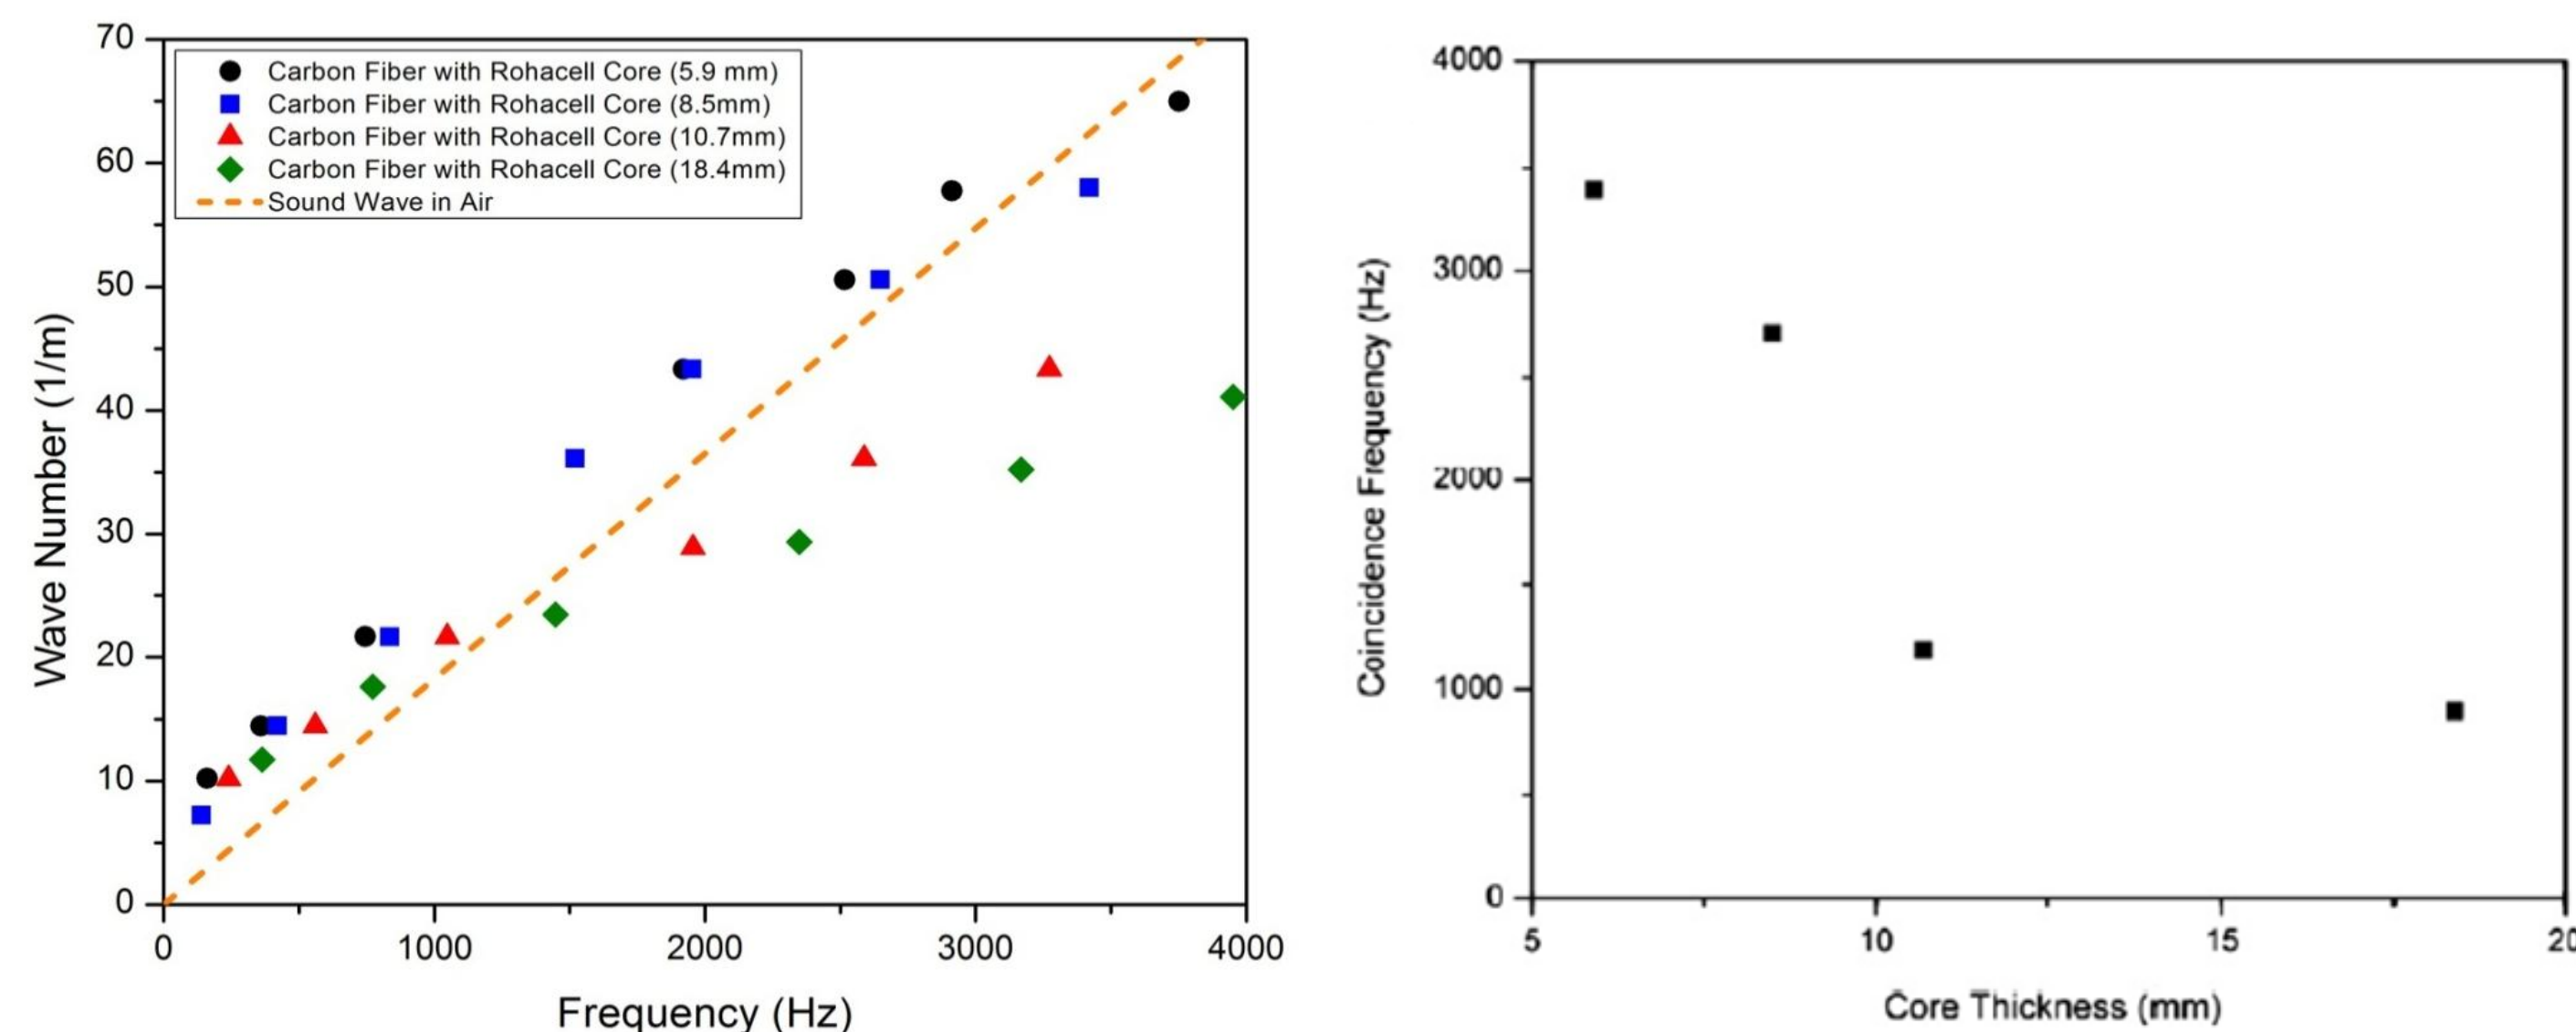 70
60
50
40
30
20
10
0
Wave Number (1/m)
Carbon Fiber with Rohacell Core (5.9 mm)
Carbon Fiber with Rohacell Core (8.5mm)
Carbon Fiber with Rohacell Core (10.7mm)
Carbon Fiber with Rohacell Core (18.4mm)
Sound Wave in Air
0 1000 2000 3000 4000
Frequency (Hz)
4000
3000
2000
1000
0
Coincidence Frequency (Hz)
5 10 15 20
Core Thickness (mm)